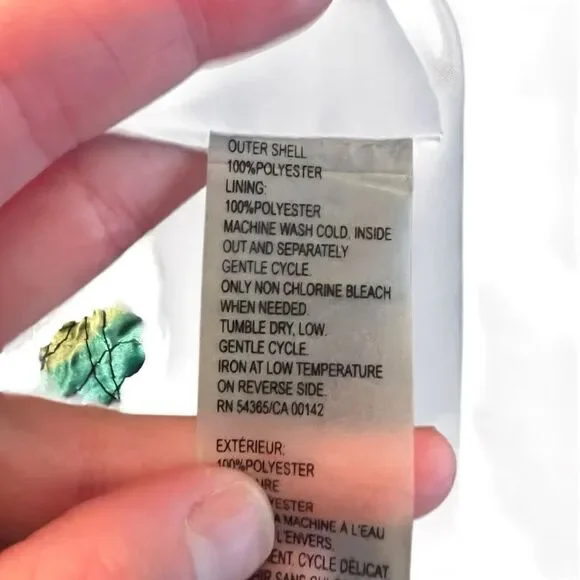 OUTER SHELL
100%POLYESTER
LINING:
100%POLYESTER
MACHINE WASH COLD, INSIDE
OUT AND SEPARATELY
GENTLE CYCLE.
ONLY NON CHLORINE BLEACH
WHEN NEEDED.
TUMBLE DRY, LOW.
GENTLE CYCLE.
IRON AT LOW TEMPERATURE
ON REVERSE SIDE.
RN 54365/CA 00142
EXTÉRIEUR:
100%POLYESTER
MACHINE À L'EAU
L'ENVERS.
CYCLE DÉLICAT